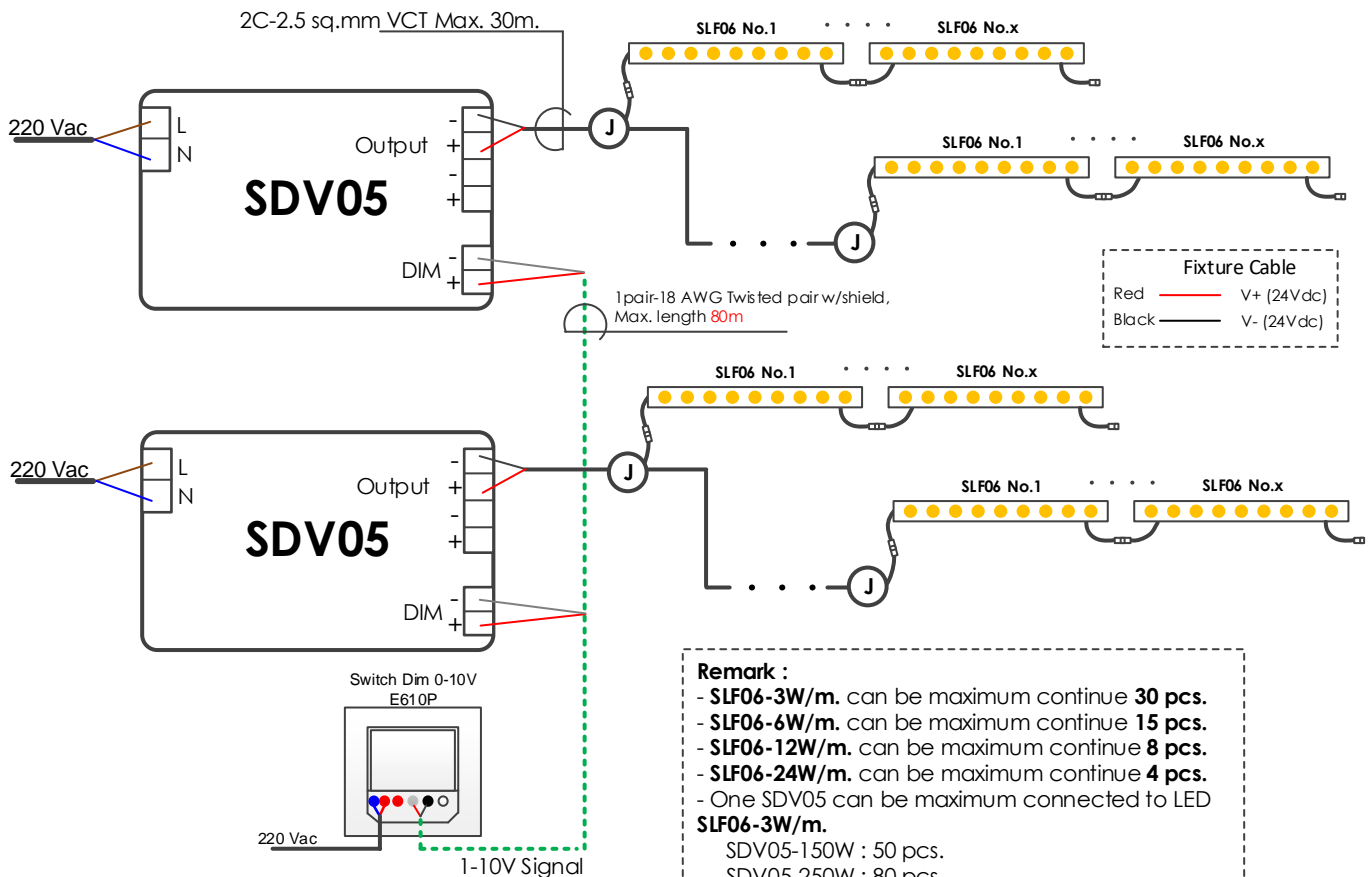 2C-2.5 sq.mm VCT Max. 30m.
SLF06 No.1
. . . .
SLF06 No.x
220 Vac
L
N
Output
-
+
-
+
SDV05
DIM
-
+
J
SLF06 No.1
. . . .
SLF06 No.x
. . .
J
Fixture Cable
Red V+ (24Vdc)
Black V- (24Vdc)
1pair-18 AWG Twisted pair w/shield,
Max. length 80m
SLF06 No.1
. . . .
SLF06 No.x
220 Vac
L
N
Output
-
+
-
+
SDV05
DIM
-
+
J
SLF06 No.1
. . . .
SLF06 No.x
. . .
J
Switch Dim 0-10V
E610P
220 Vac
1-10V Signal
Remark :
- SLF06-3W/m. can be maximum continue 30 pcs.
- SLF06-6W/m. can be maximum continue 15 pcs.
- SLF06-12W/m. can be maximum continue 8 pcs.
- SLF06-24W/m. can be maximum continue 4 pcs.
- One SDV05 can be maximum connected to LED
SLF06-3W/m.
SDV05-150W : 50 pcs.
SDV05-250W : 80 pcs.